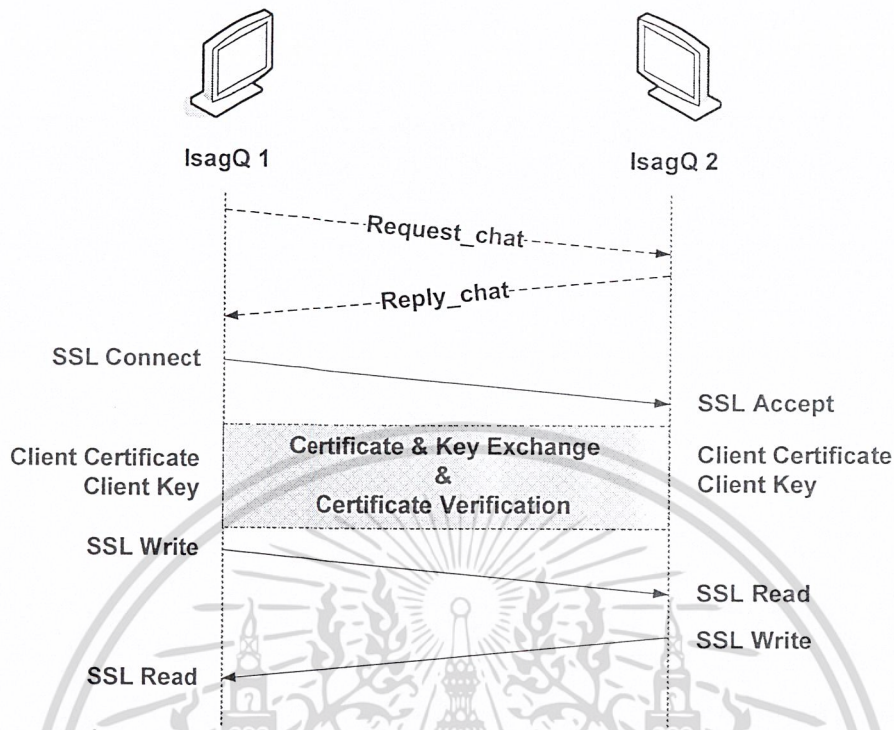 IsagQ 1
IsagQ 2
Request_chat
Reply_chat
SSL Connect
SSL Accept
Client Certificate
Client Key
Certificate & Key Exchange
&
Certificate Verification
Client Certificate
Client Key
SSL Write
SSL Read
SSL Write
SSL Read